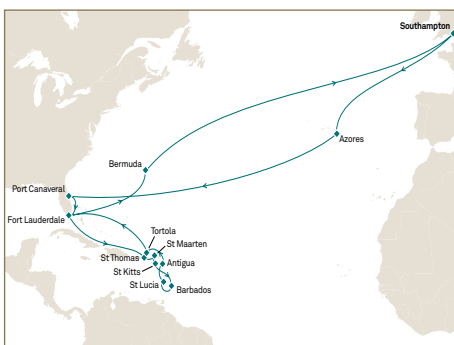 Southampton
Azores
Bermuda
Port Canaveral
Fort Lauderdale
Tortola
St Maarten
St Thomas
Antigua
St Kitts
St Lucia
Barbados